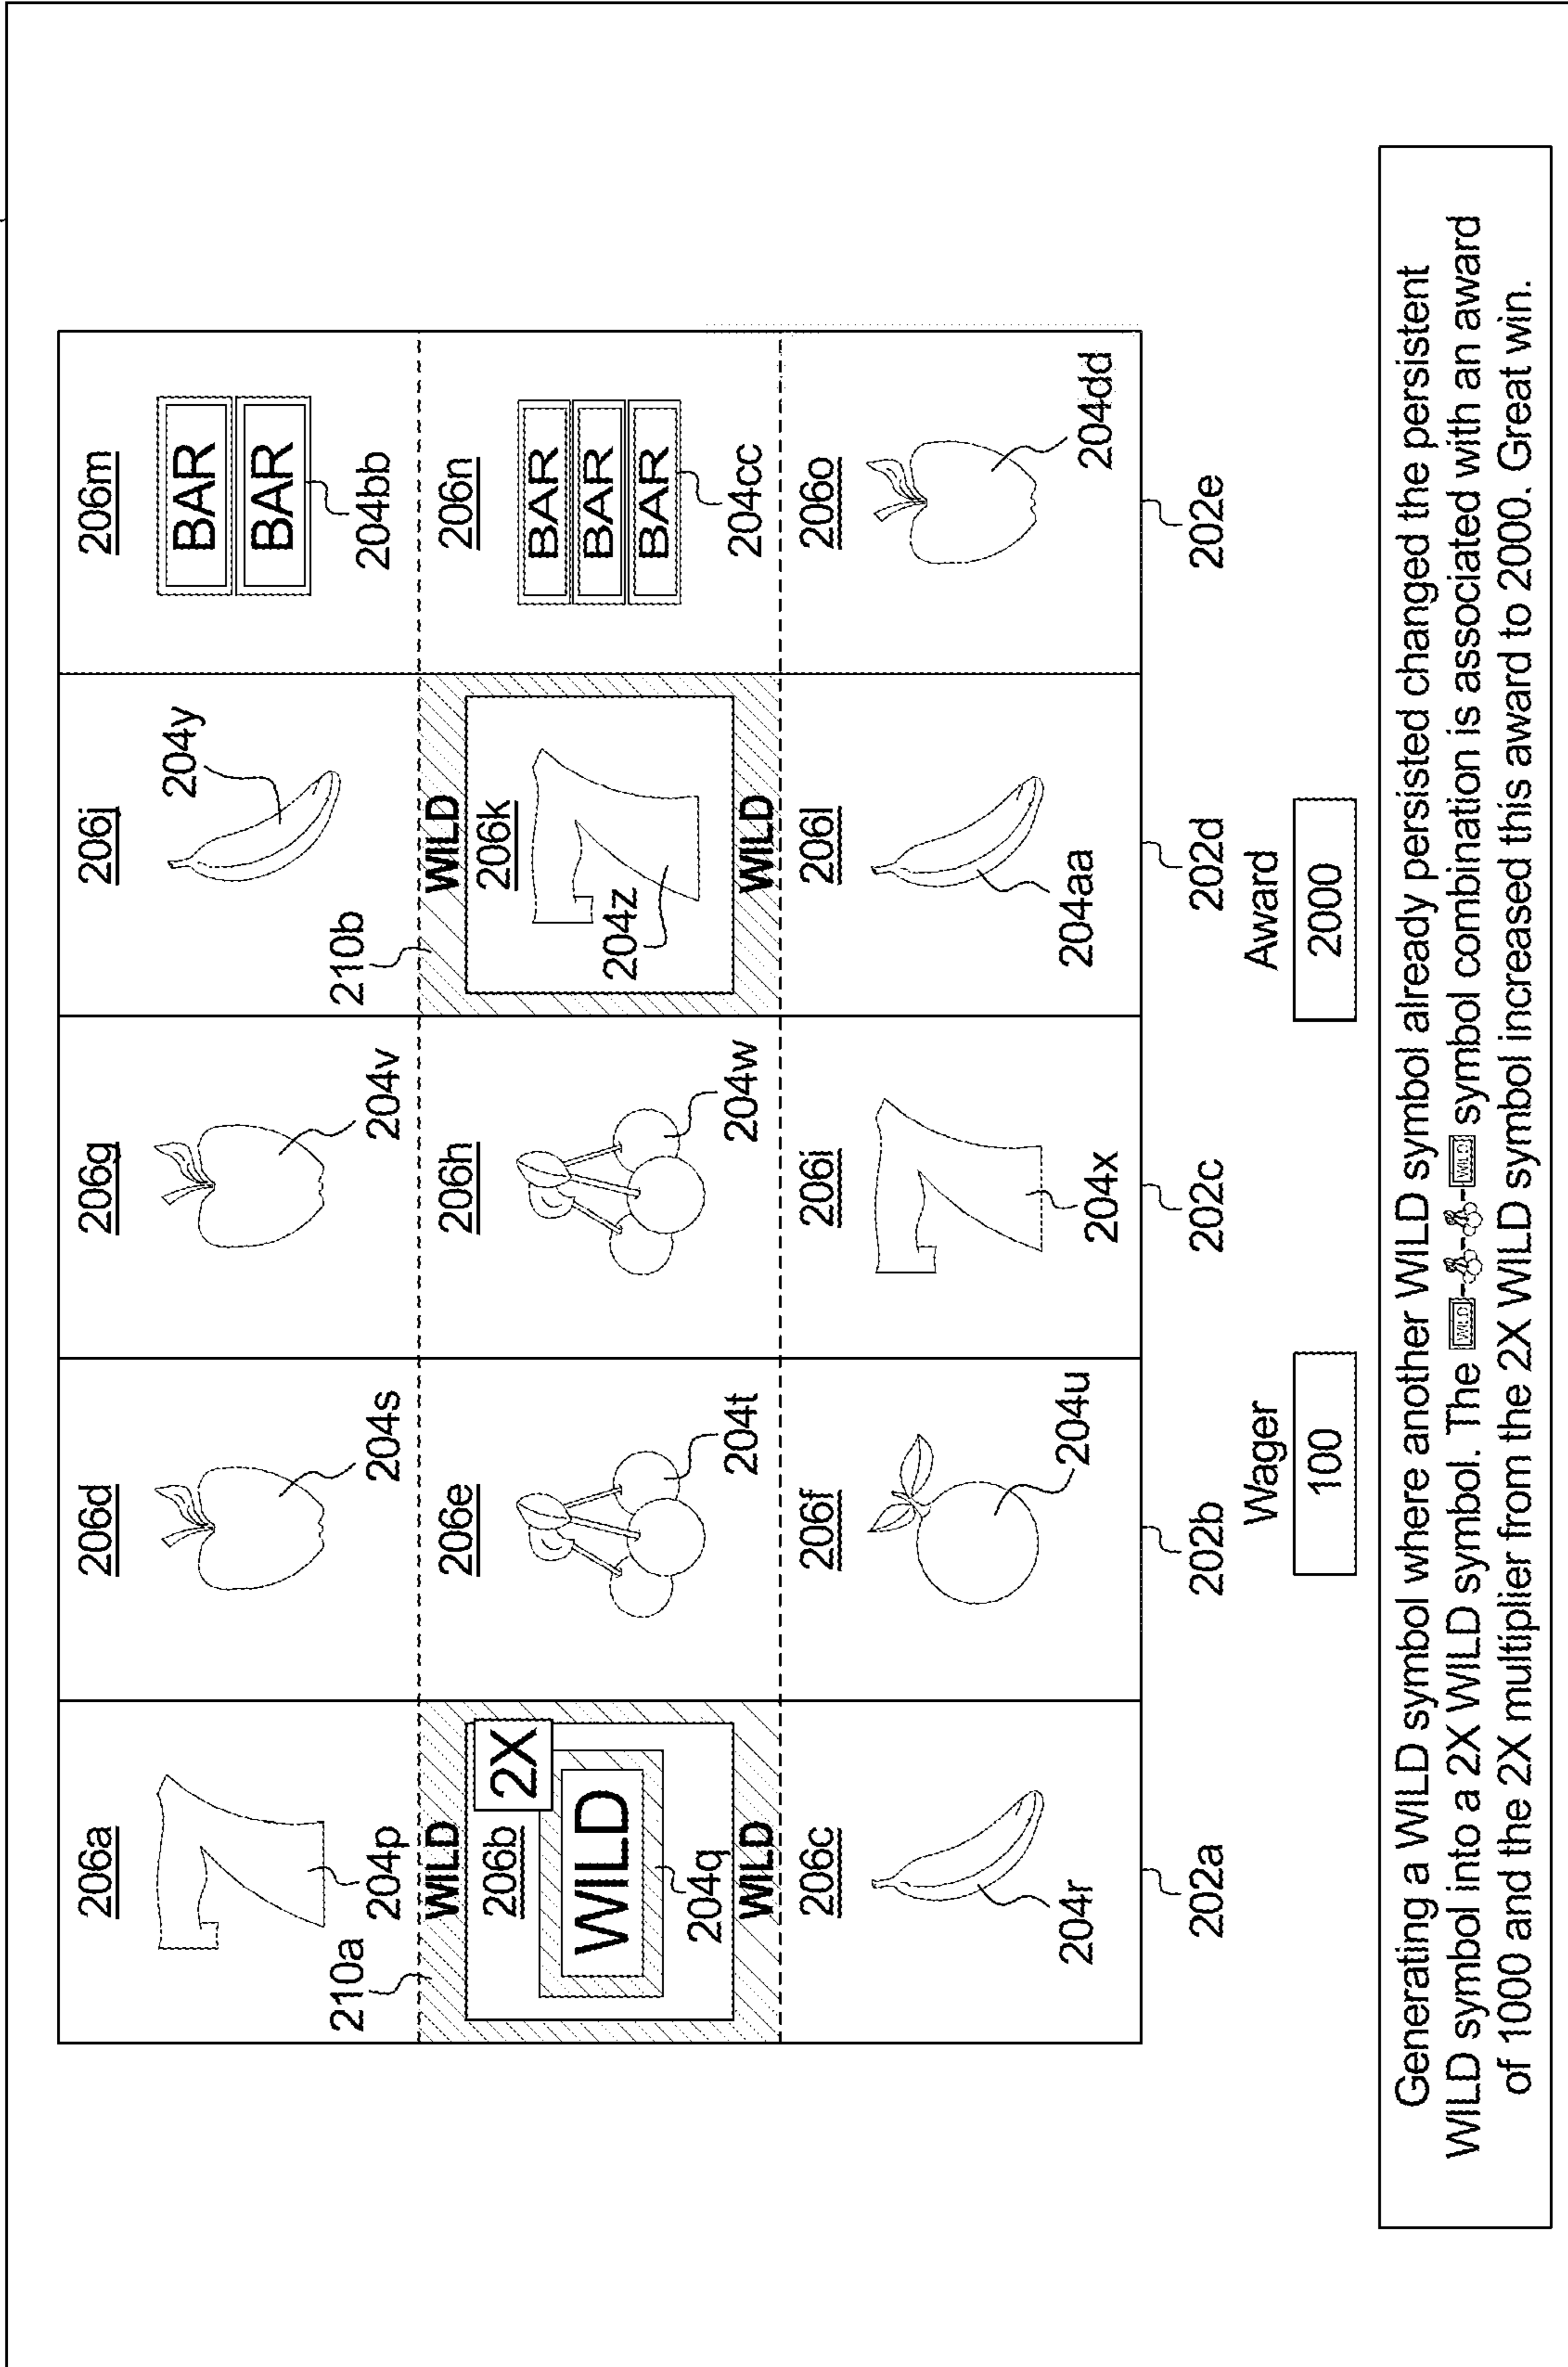 206a
204p
206d
204s
206g
204v
206j
204y
206m
BAR
BAR
204bb
210a
WILD
206b
2X
WILD
204q
WILD
206e
204t
206h
204w
210b
WILD
206k
204z
WILD
206n
BAR
BAR
BAR
204cc
206c
204r
206f
204u
206i
204x
206l
204aa
206o
204dd
202a
202b
202c
202d
202e
Wager
100
Award
2000
Generating a WILD symbol where another WILD symbol already persisted changed the persistent
WILD symbol into a 2X WILD symbol. The WILD - - - WILD symbol combination is associated with an award
of 1000 and the 2X multiplier from the 2X WILD symbol increased this award to 2000. Great win.